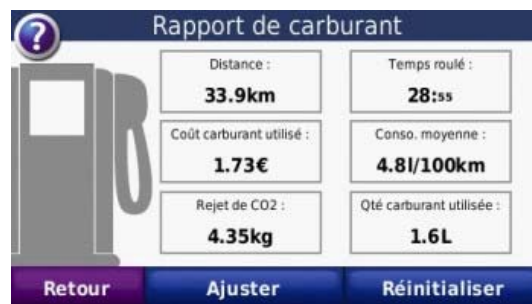 ?
Rapport de carburant
Distance :
33.9km
Temps roulé :
28:55
Coût carburant utilisé :
1.73€
Conso. moyenne :
4.8l/100km
Rejet de CO2 :
4.35kg
Qté carburant utilisée :
1.6L
Retour
Ajuster
Réinitialiser